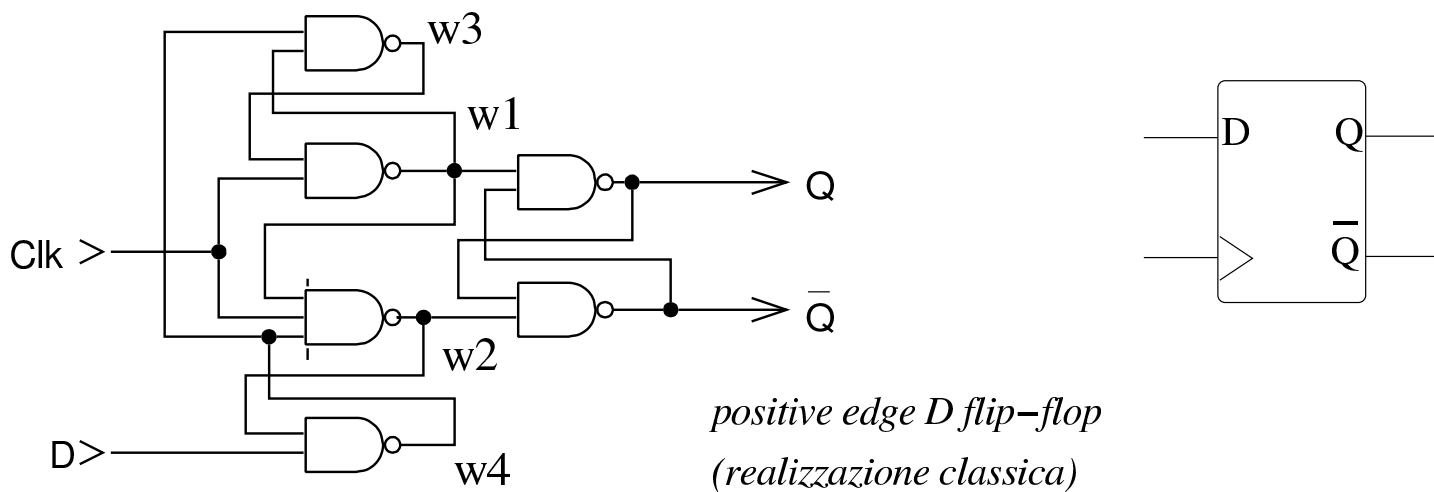 w3
w1
Q
Clk
Q
w2
D
w4
D Q
Q
positive edge D flip-flop
(realizzazione classica)